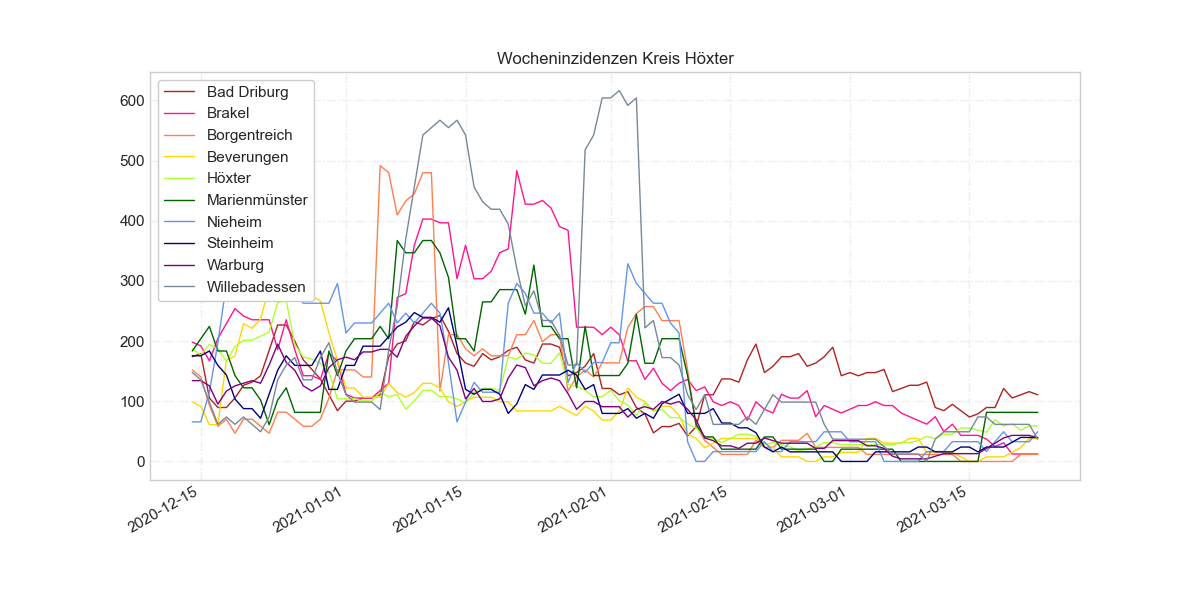 Wocheninzidenzen Kreis Höxter
600
500
400
300
200
100
0
Bad Driburg
Brakel
Borgentreich
Beverungen
Höxter
Marienmünster
Nieheim
Steinheim
Warburg
Willebadessen
2020-12-15
2021-01-01
2021-01-15
2021-02-01
2021-02-15
2021-03-01
2021-03-15